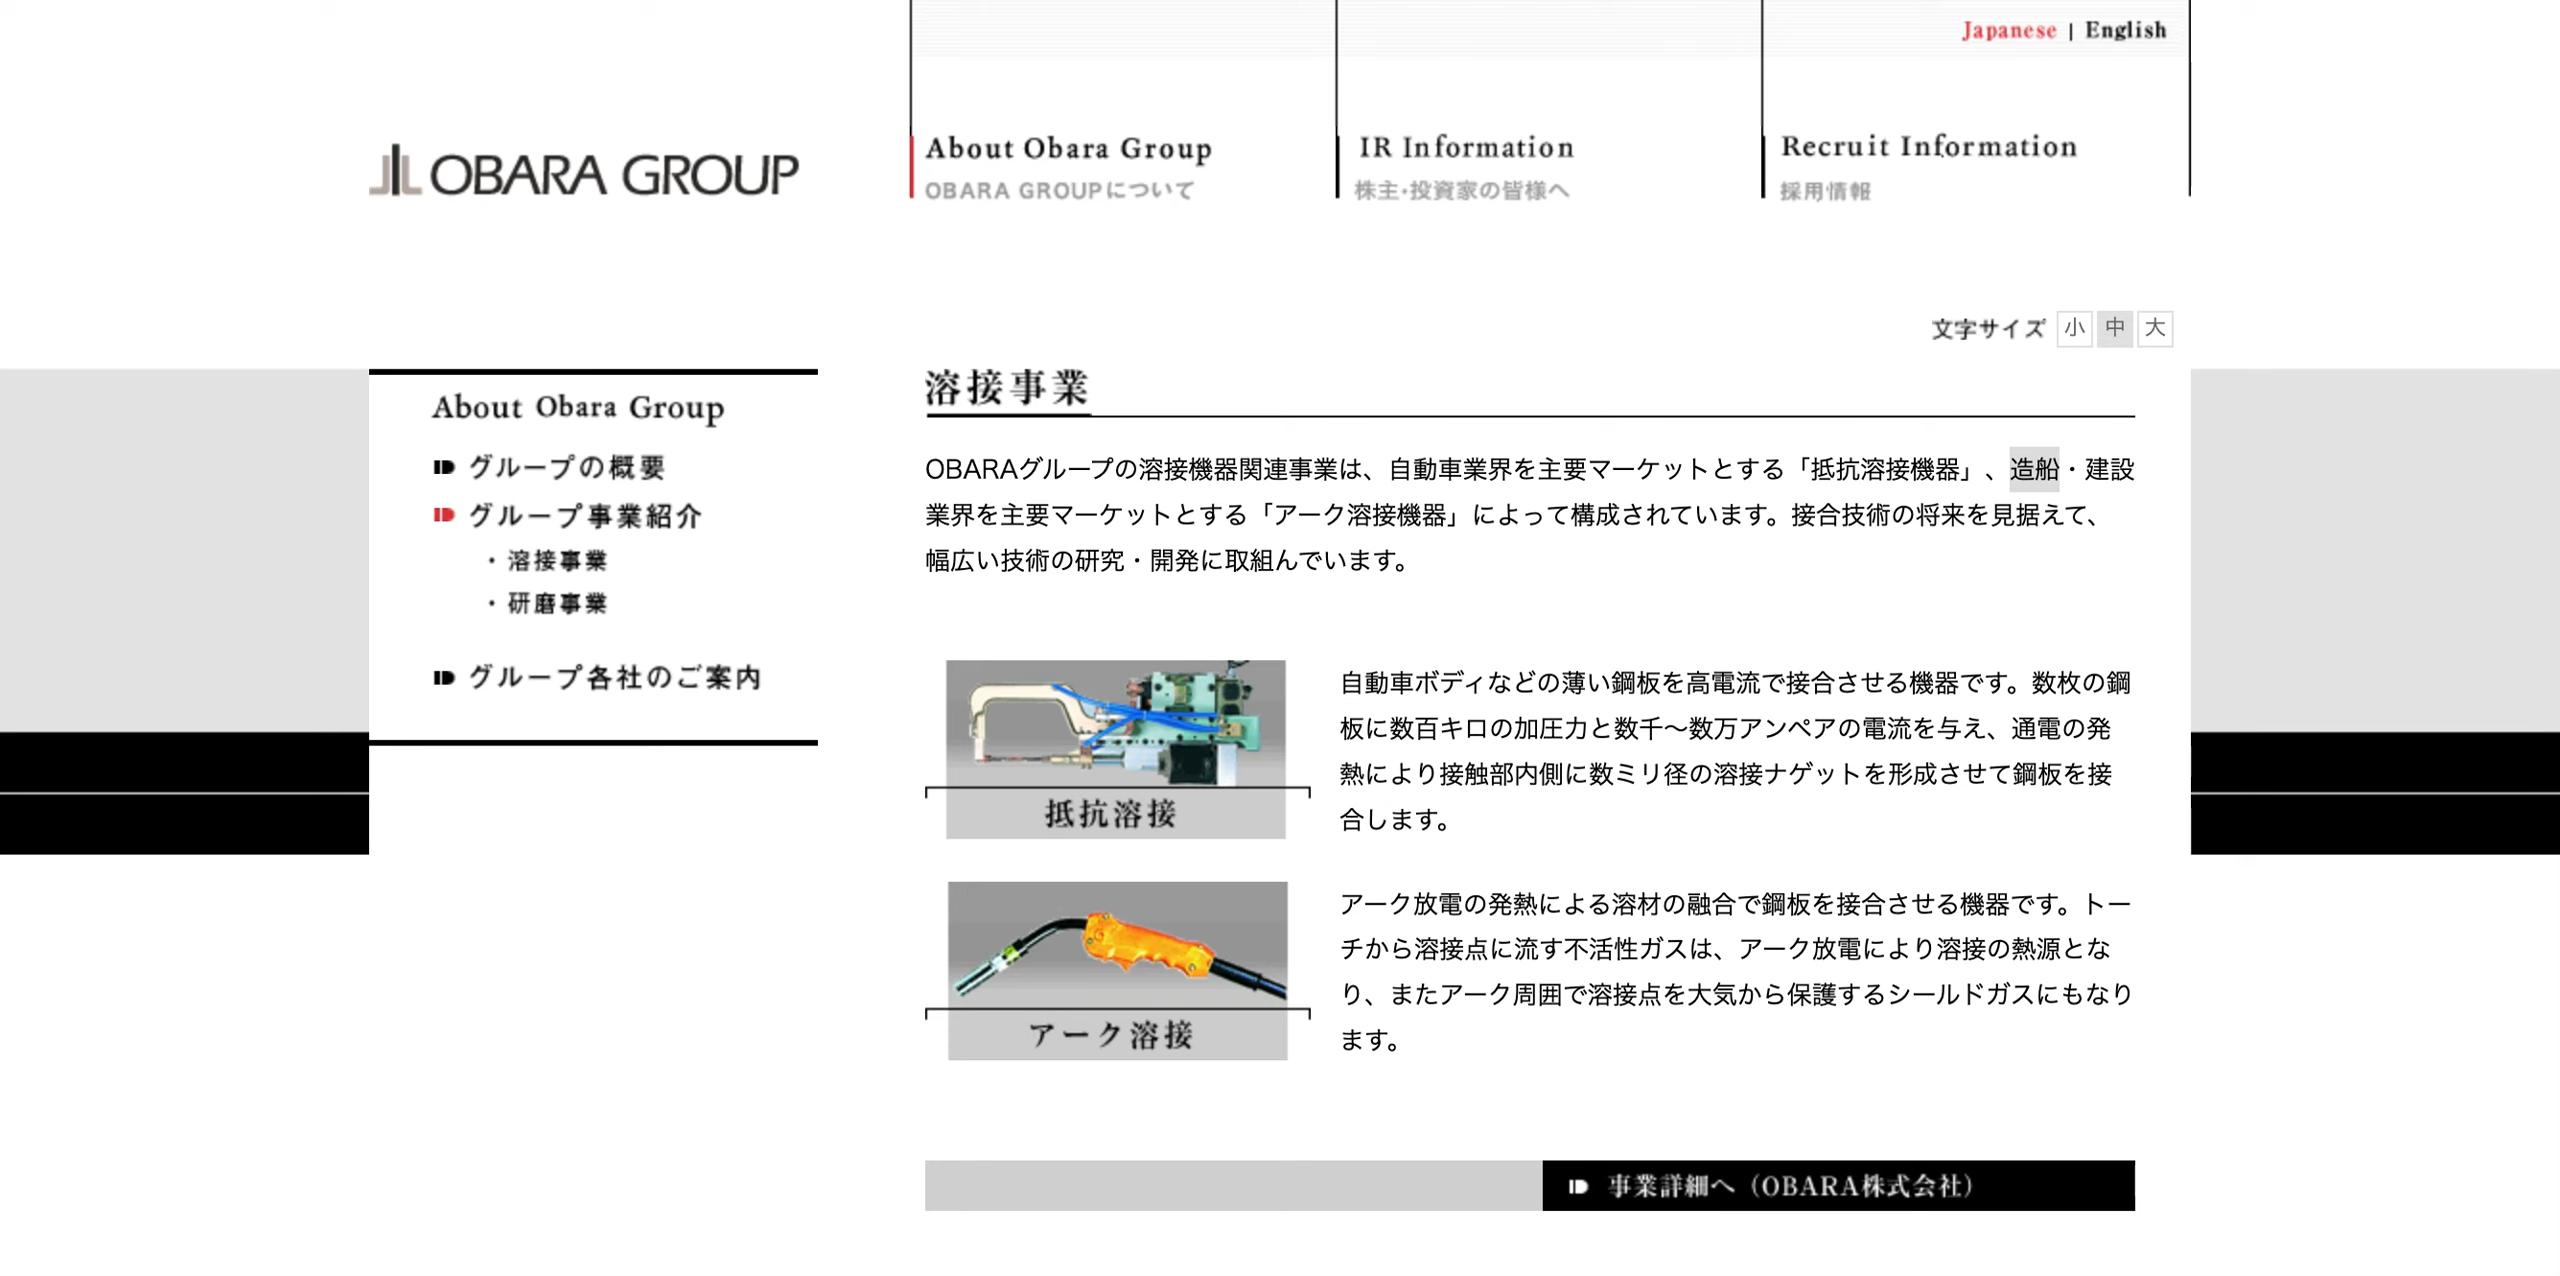 Japanese | English
OBARA GROUP
About Obara Group
OBARA GROUPについて
IR Information
株主・投資家の皆様へ
Recruit Information
採用情報
文字サイズ 小 中 大
About Obara Group
グループの概要
グループ事業紹介
・溶接事業
・研磨事業
グループ各社のご案内
溶接事業
OBARAグループの溶接機器関連事業は、自動車業界を主要マーケットとする「抵抗溶接機器」、造船・建設
業界を主要マーケットとする「アーク溶接機器」によって構成されています。接合技術の将来を見据えて、
幅広い技術の研究・開発に取組んでいます。
抵抗溶接
自動車ボディなどの薄い鋼板を高電流で接合させる機器です。数枚の鋼
板に数百キロの加圧力と数千～数万アンペアの電流を与え、通電の発
熱により接触部内側に数ミリ径の溶接ナゲットを形成させて鋼板を接
合します。
アーク溶接
アーク放電の発熱による溶材の融合で鋼板を接合させる機器です。トー
チから溶接点に流す不活性ガスは、アーク放電により溶接の熱源とな
り、またアーク周囲で溶接点を大気から保護するシールドガスにもなり
ます。
事業詳細へ（OBARA株式会社）